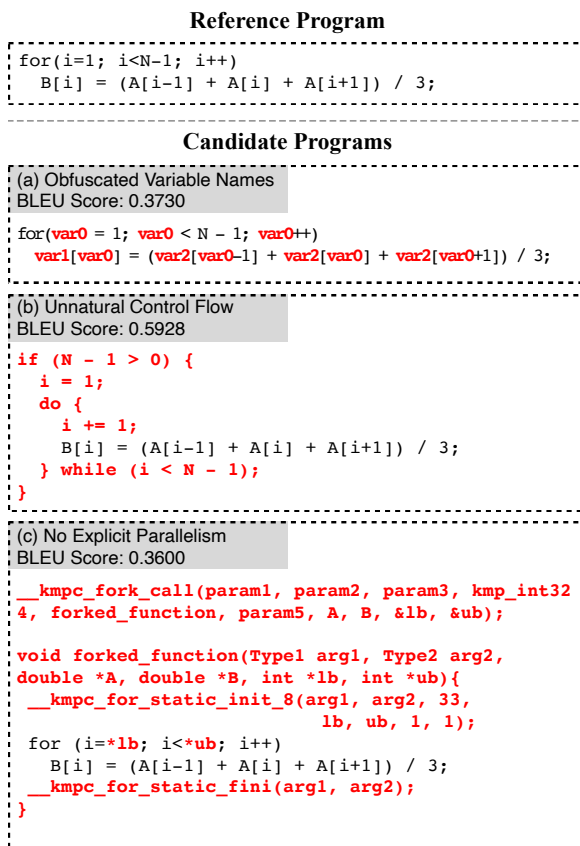 Reference Program
for(i=1; i<N-1; i++)
B[i] = (A[i-1] + A[i] + A[i+1]) / 3;
Candidate Programs
(a) Obfuscated Variable Names
BLEU Score: 0.3730
for(var0 = 1; var0 < N - 1; var0++)
var1[var0] = (var2[var0-1] + var2[var0] + var2[var0+1]) / 3;
(b) Unnatural Control Flow
BLEU Score: 0.5928
if (N - 1 > 0) {
i = 1;
do {
i += 1;
B[i] = (A[i-1] + A[i] + A[i+1]) / 3;
} while (i < N - 1);
}
(c) No Explicit Parallelism
BLEU Score: 0.3600
__kmpc_fork_call(param1, param2, param3, kmp_int32
4, forked_function, param5, A, B, &lb, &ub);
void forked_function(Type1 arg1, Type2 arg2,
double *A, double *B, int *lb, int *ub){
__kmpc_for_static_init_8(arg1, arg2, 33,
lb, ub, 1, 1);
for (i=*lb; i<*ub; i++)
B[i] = (A[i-1] + A[i] + A[i+1]) / 3;
__kmpc_for_static_fini(arg1, arg2);
}